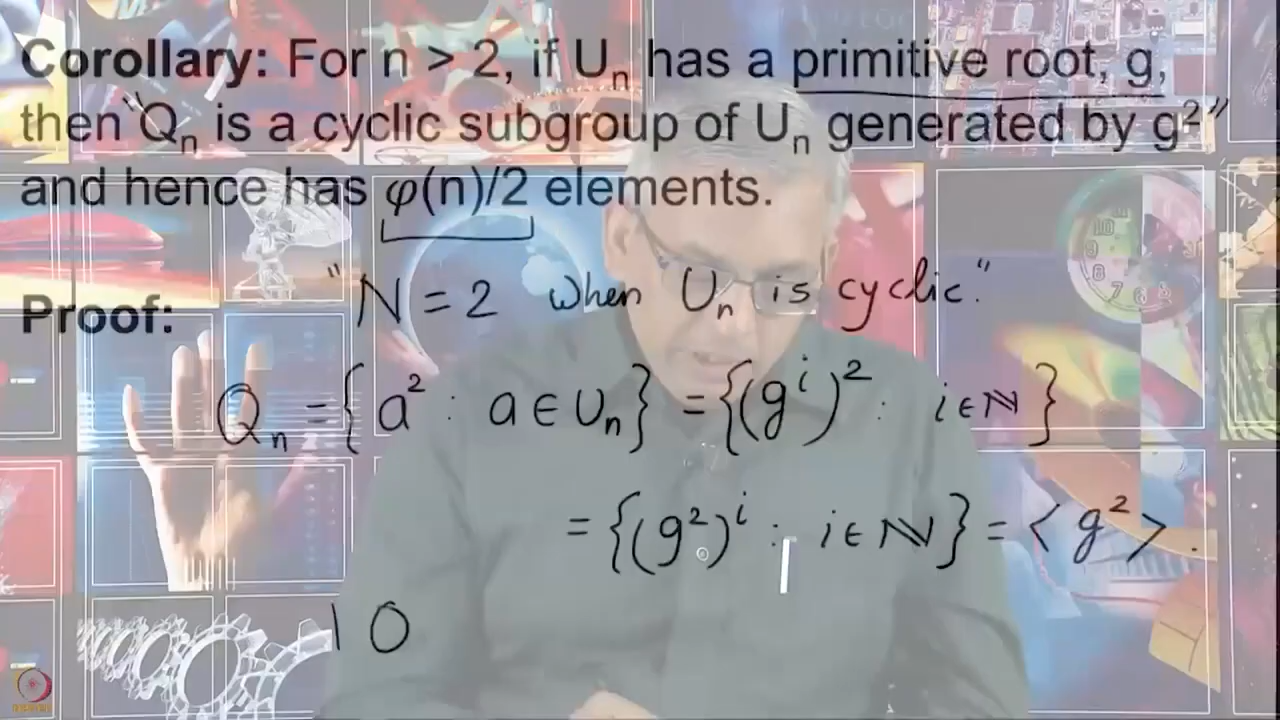 Corollary: For n > 2, if Uₙ has a primitive root, g,
then "Qₙ is a cyclic subgroup of Uₙ generated by g²"
and hence has φ(n)/2 elements.
Proof: "N = 2 when Uₙ is cyclic."
Qₙ = {a² : a ∈ Uₙ} = {(gⁱ)² : i ∈ ℕ}
= {(g²)ⁱ : i ∈ ℕ} = <g²>.
10